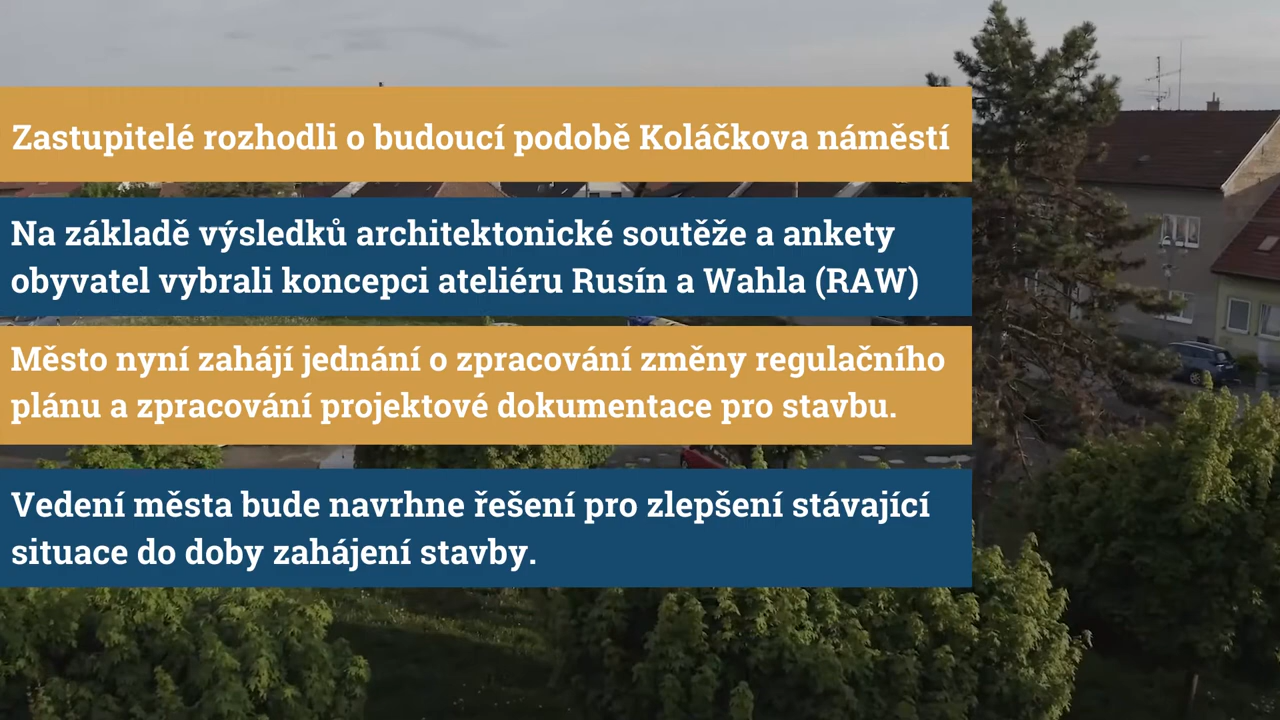 Zastupitelé rozhodli o budoucí podobě Koláčkova náměstí
Na základě výsledků architektonické soutěže a ankety
obyvatel vybrali koncepci ateliéru Rusín a Wahla (RAW)
Město nyní zahájí jednání o zpracování změny regulačního
plánu a zpracování projektové dokumentace pro stavbu.
Vedení města bude navrhne řešení pro zlepšení stávající
situace do doby zahájení stavby.